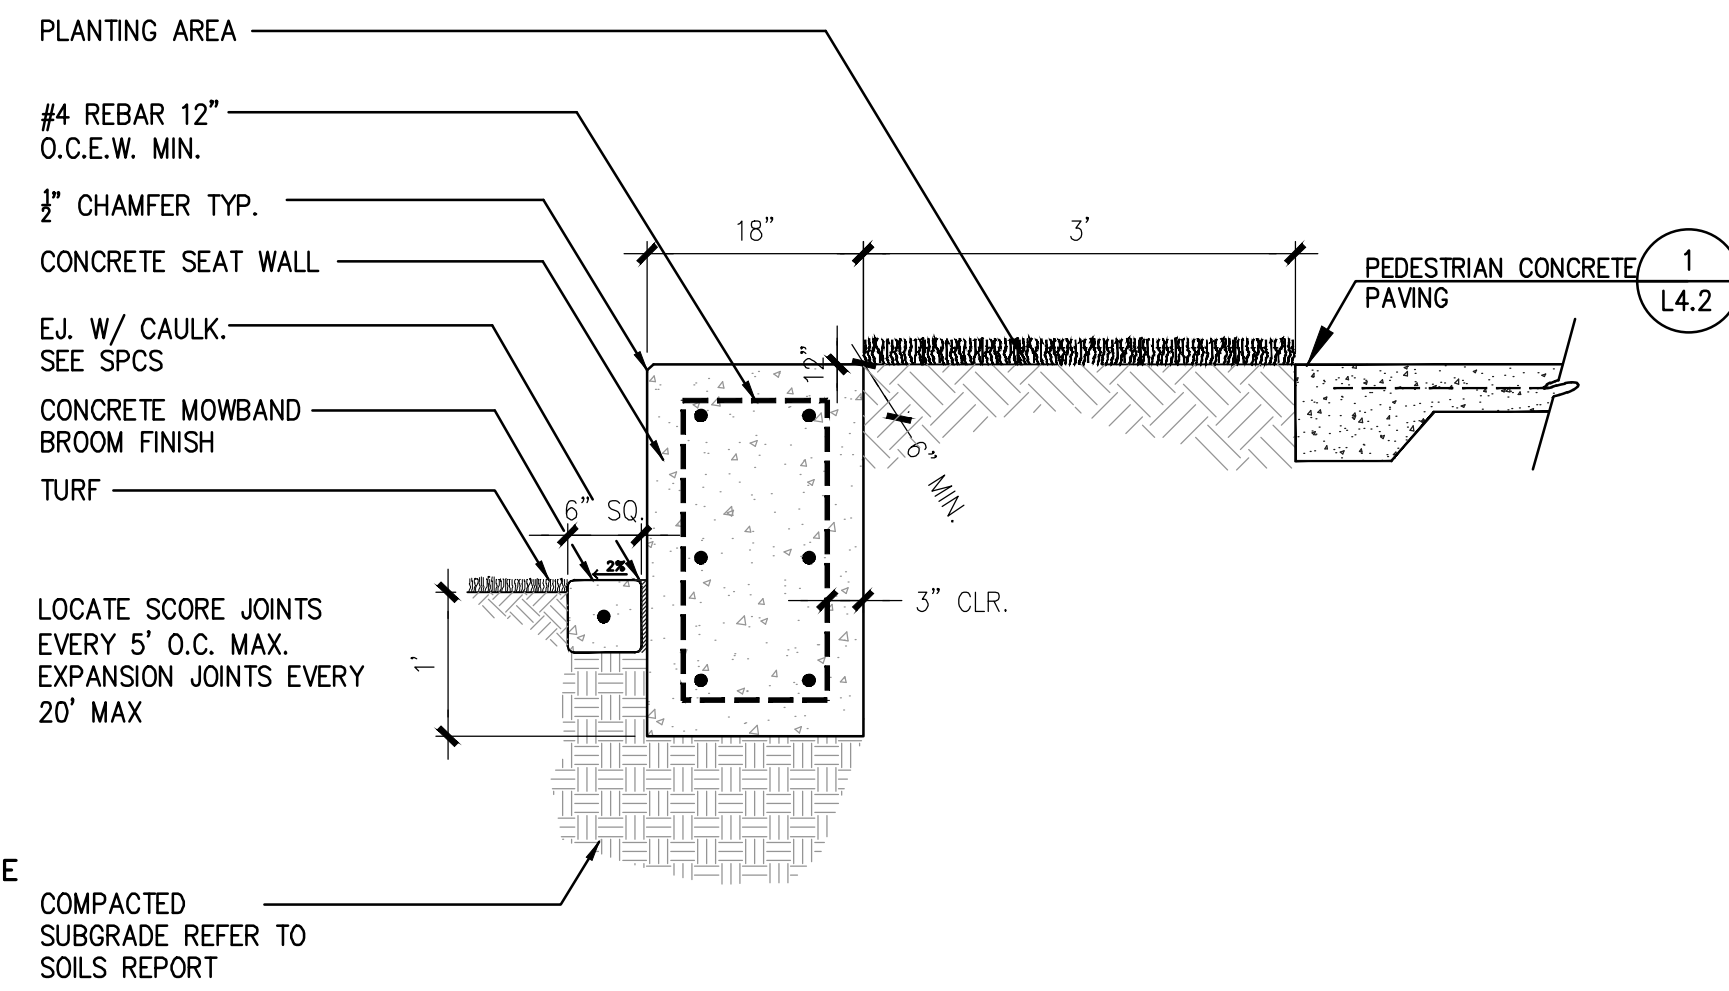 PLANTING AREA
#4 REBAR 12"
O.C.E.W. MIN.
½" CHAMFER TYP.
CONCRETE SEAT WALL
EJ. W/ CAULK.
SEE SPCS
CONCRETE MOWBAND
BROOM FINISH
TURF
LOCATE SCORE JOINTS
EVERY 5' O.C. MAX.
EXPANSION JOINTS EVERY
20' MAX
E
COMPACTED
SUBGRADE REFER TO
SOILS REPORT
18"
3'
12"
6" MIN.
6" SQ.
2%
3" CLR.
1'
PEDESTRIAN CONCRETE
PAVING
1
L4.2